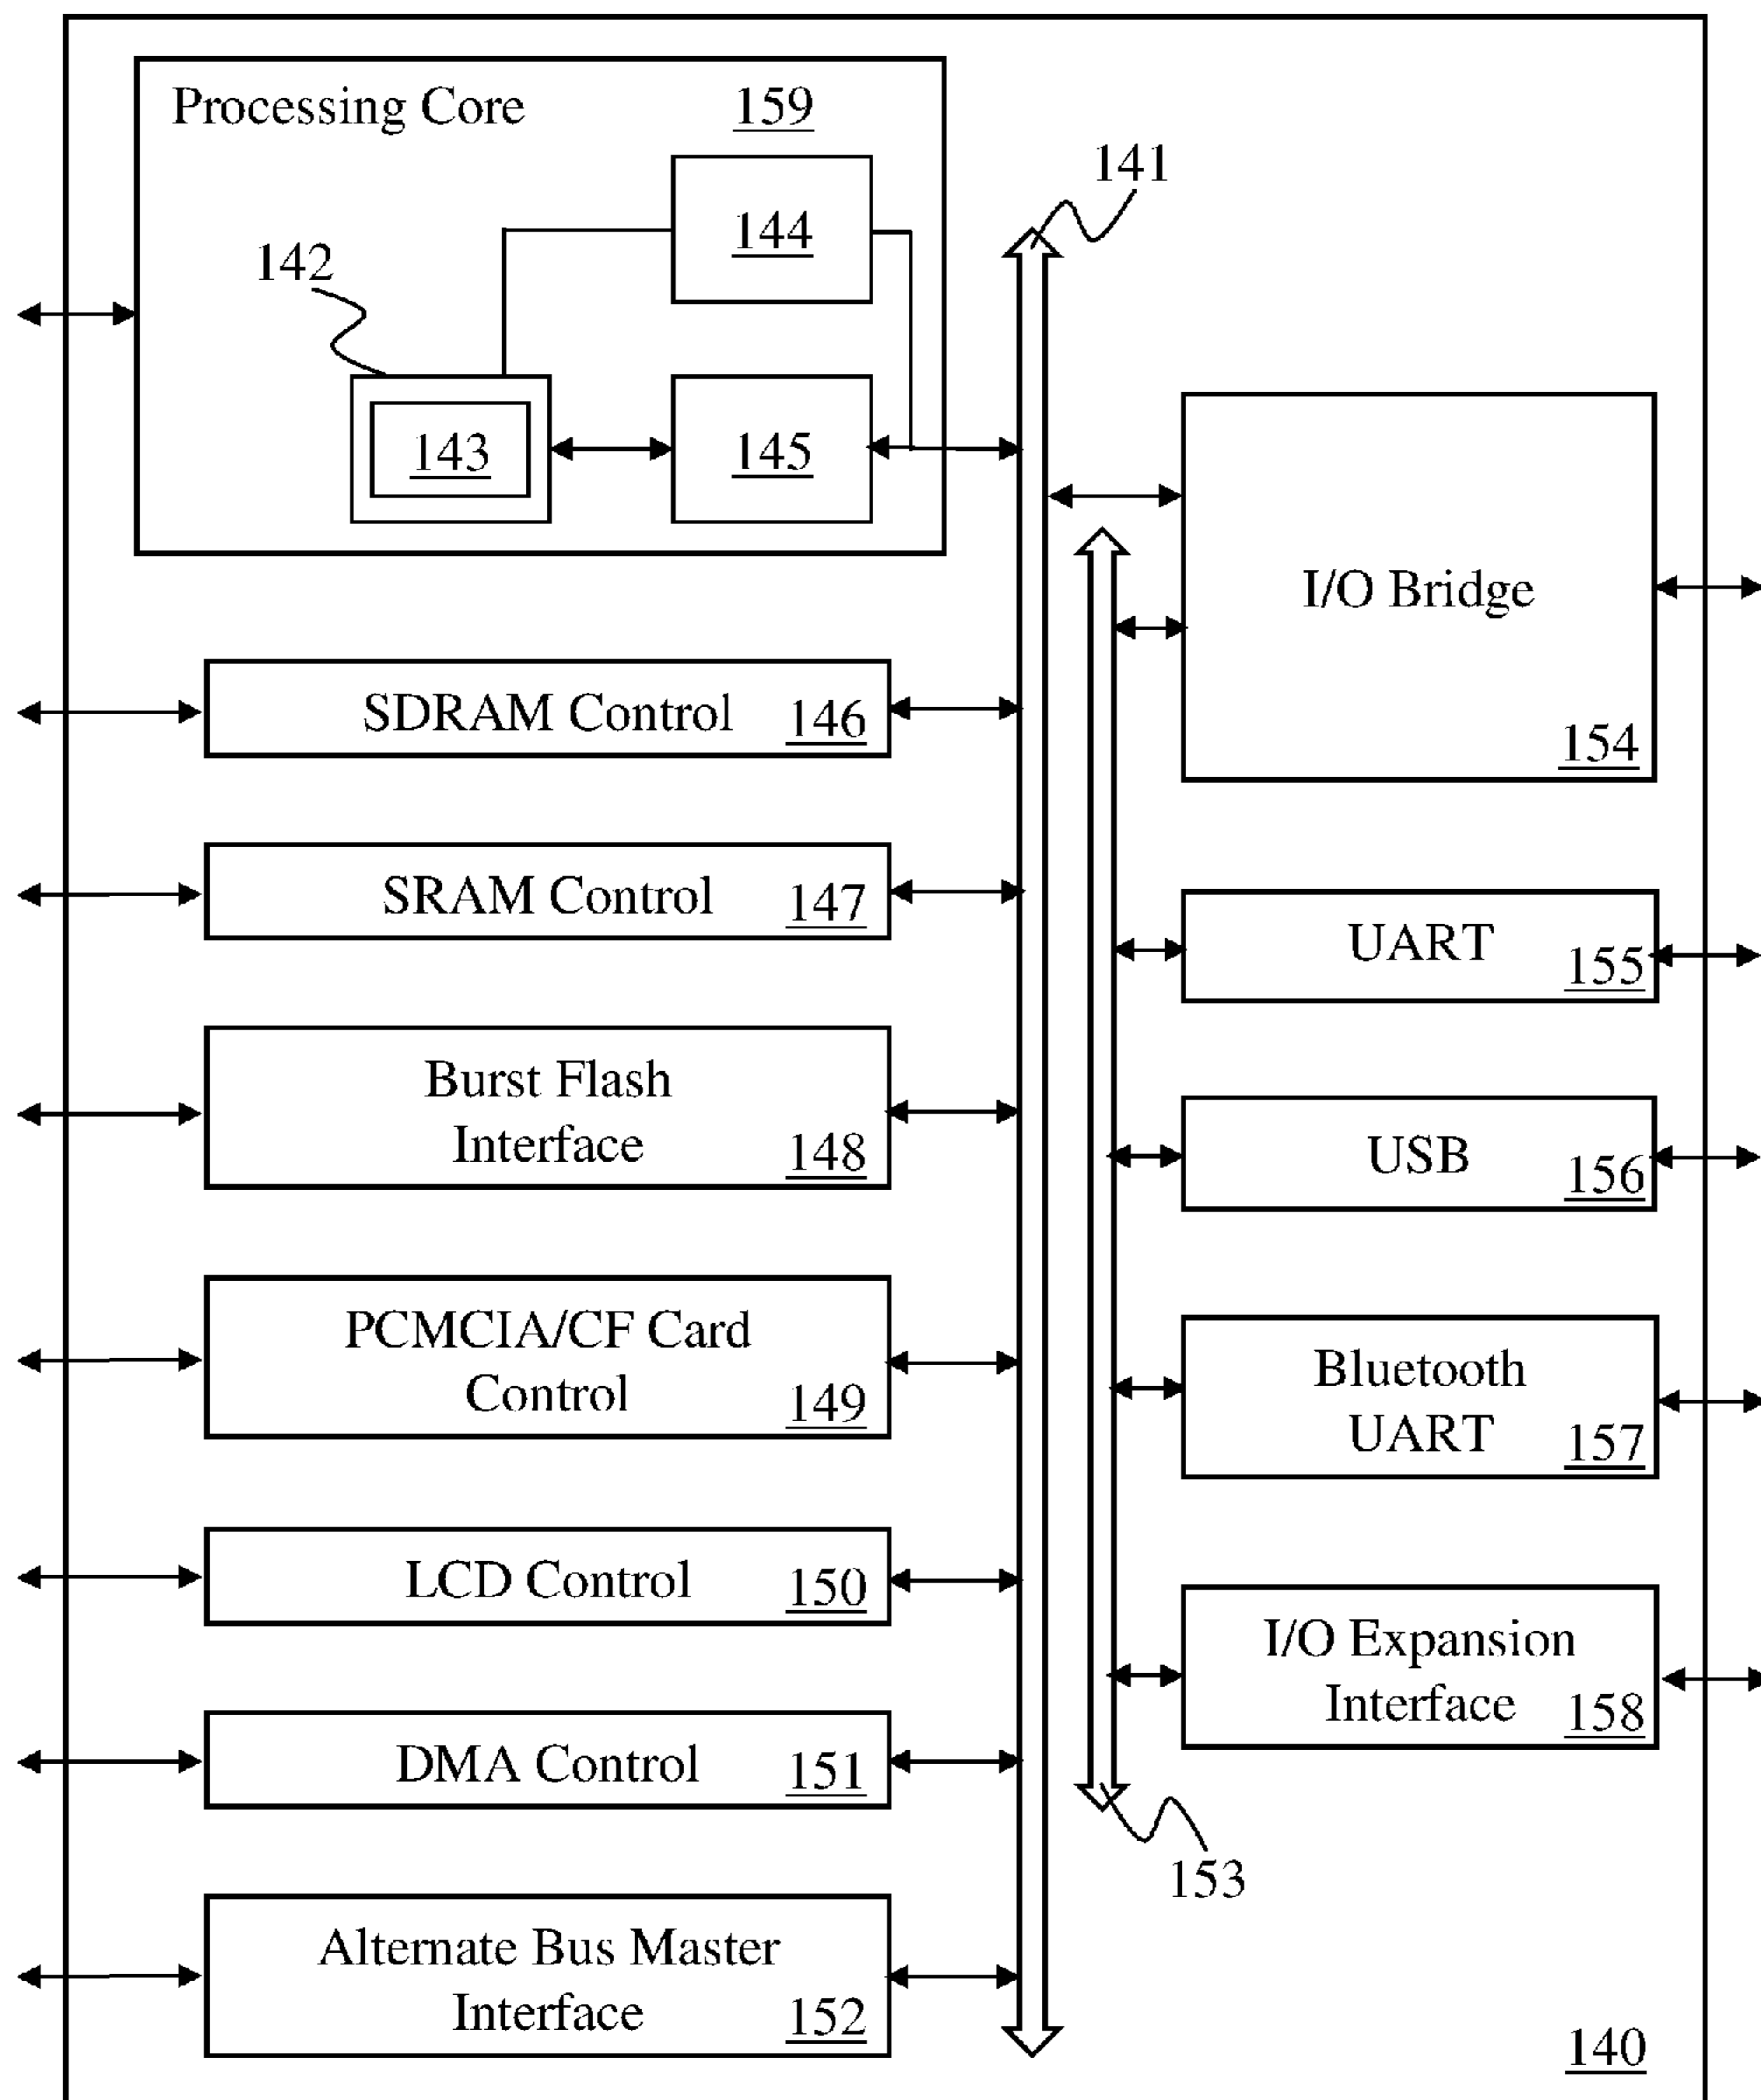 Processing Core 159
141
144
142
143
145
I/O Bridge
154
SDRAM Control 146
SRAM Control 147
UART 155
Burst Flash
Interface 148
USB 156
PCMCIA/CF Card
Control 149
Bluetooth
UART 157
LCD Control 150
I/O Expansion
Interface 158
DMA Control 151
153
Alternate Bus Master
Interface 152
140